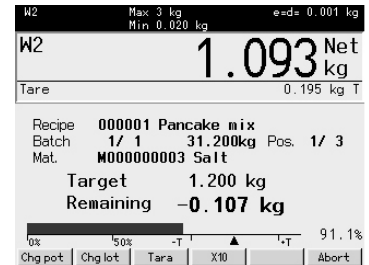 W2 Max 3 kg e=d= 0.001 kg
Min 0.020 kg
W2 1.093 Net
kg
Tare 0.195 kg T
Recipe 000001 Pancake mix
Batch 1/ 1 31.200kg Pos. 1/ 3
Mat. M000000003 Salt
Target 1.200 kg
Remaining -0.107 kg
91.1%
0% 50% -T +T
Chg pot Chg lot Tara X10 Abort